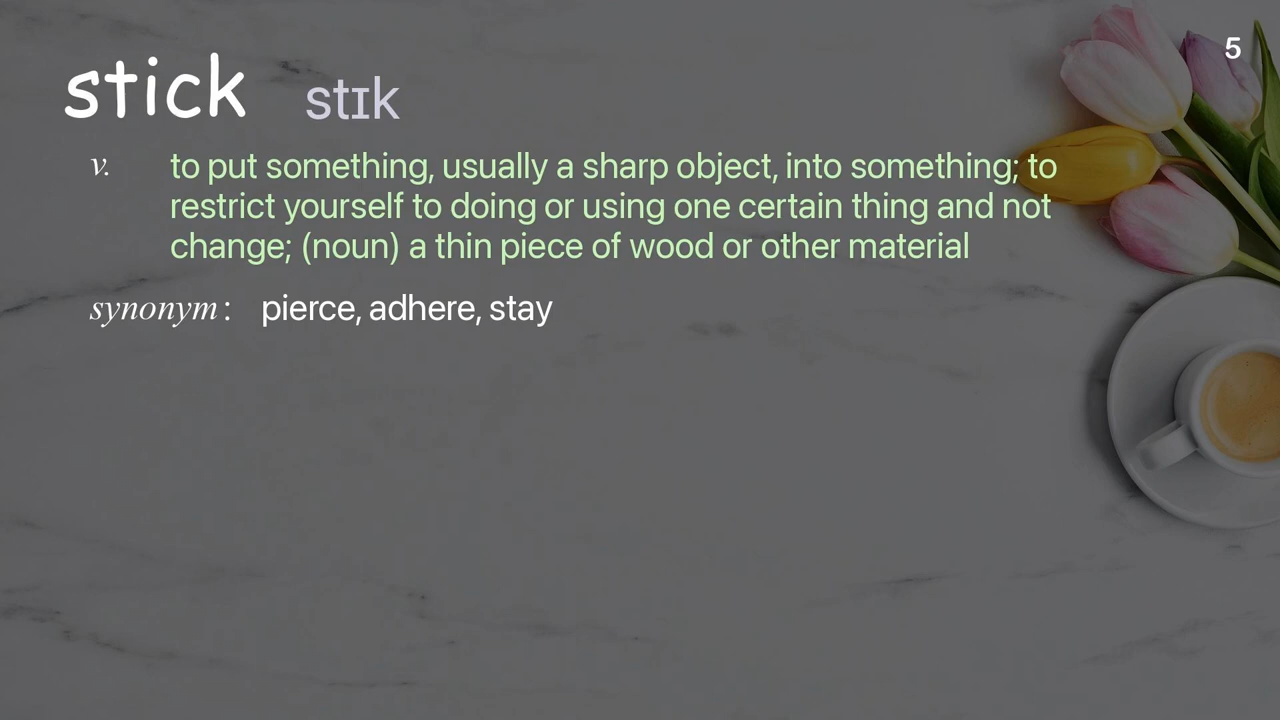 5
stick stɪk
v. to put something, usually a sharp object, into something; to
restrict yourself to doing or using one certain thing and not
change; (noun) a thin piece of wood or other material
synonym: pierce, adhere, stay